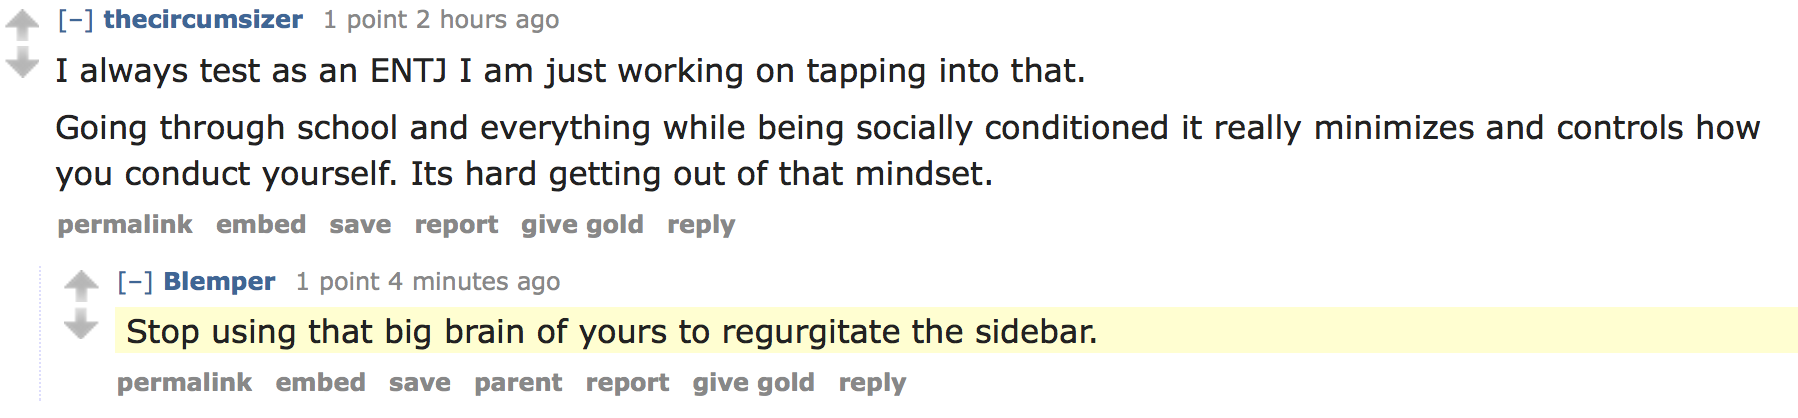 [–] thecircumsizer 1 point 2 hours ago
I always test as an ENTJ I am just working on tapping into that.
Going through school and everything while being socially conditioned it really minimizes and controls how
you conduct yourself. Its hard getting out of that mindset.
permalink embed save report give gold reply
[–] Blemper 1 point 4 minutes ago
Stop using that big brain of yours to regurgitate the sidebar.
permalink embed save parent report give gold reply